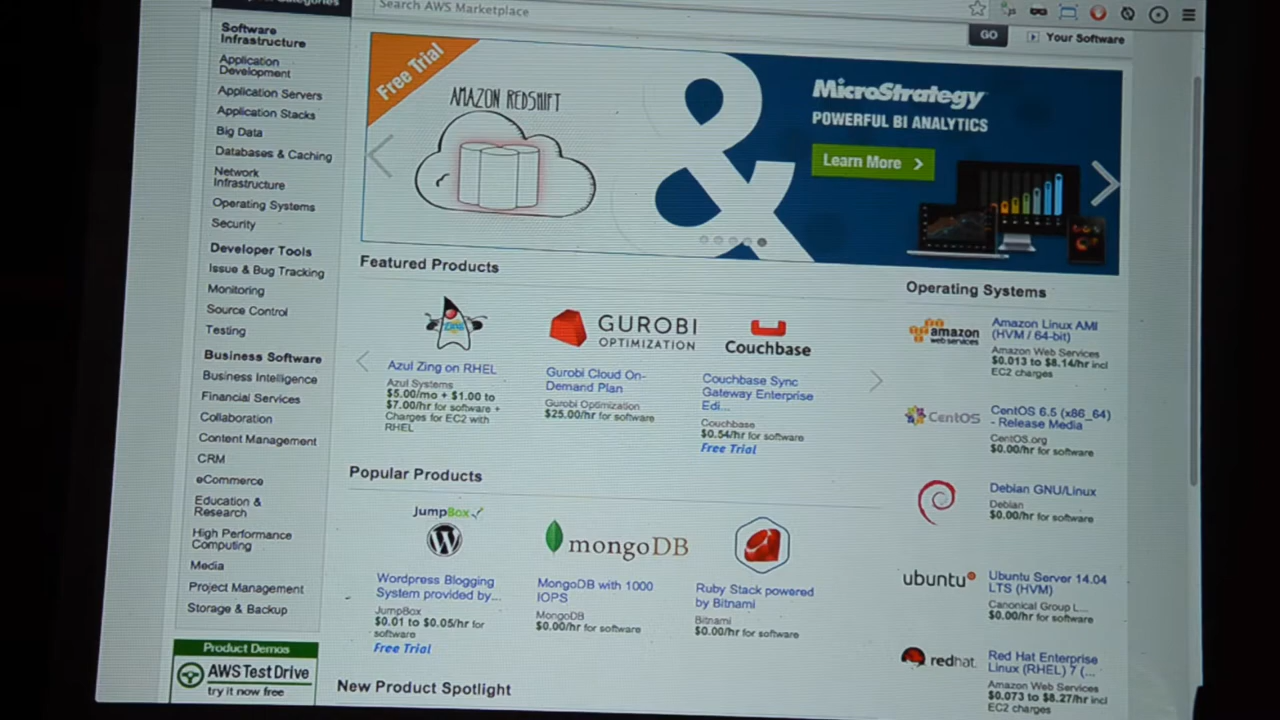 Search AWS Marketplace
GO
Your Software
Software
Infrastructure
Application
Development
Application Servers
Application Stacks
Big Data
Databases & Caching
Network
Infrastructure
Operating Systems
Security
Developer Tools
Issue & Bug Tracking
Monitoring
Source Control
Testing
Business Software
Business Intelligence
Financial Services
Collaboration
Content Management
CRM
eCommerce
Education &
Research
High Performance
Computing
Media
Project Management
Storage & Backup
Product Demos
AWS Test Drive
try it now free
Free Trial
AMAZON REDSHIFT
&
MicroStrategy
POWERFUL BI ANALYTICS
Learn More
Featured Products
Azul Zing on RHEL
Azul Systems
$5.00/mo + $1.00 to
$7.00/hr for software +
Charges for EC2 with
RHEL
GUROBI
OPTIMIZATION
Gurobi Cloud On-
Demand Plan
Gurobi Optimization
$25.00/hr for software
Couchbase
Couchbase Sync
Gateway Enterprise
Edi...
Couchbase
$0.54/hr for software
Free Trial
Popular Products
JumpBox
Wordpress Blogging
System provided by...
JumpBox
$0.01 to $0.05/hr for
software
Free Trial
mongoDB
MongoDB with 1000
IOPS
MongoDB
$0.00/hr for software
Ruby Stack powered
by Bitnami
Bitnami
$0.00/hr for software
New Product Spotlight
Operating Systems
amazon
web services
Amazon Linux AMI
(HVM / 64-bit)
Amazon Web Services
$0.013 to $8.14/hr incl
EC2 charges
CentOS
CentOS 6.5 (x86_64)
- Release Media
CentOS.org
$0.00/hr for software
Debian GNU/Linux
Debian
$0.00/hr for software
ubuntu
Ubuntu Server 14.04
LTS (HVM)
Canonical Group L...
$0.00/hr for software
redhat.
Red Hat Enterprise
Linux (RHEL) 7 (...
Amazon Web Services
$0.073 to $8.27/hr incl
EC2 charges